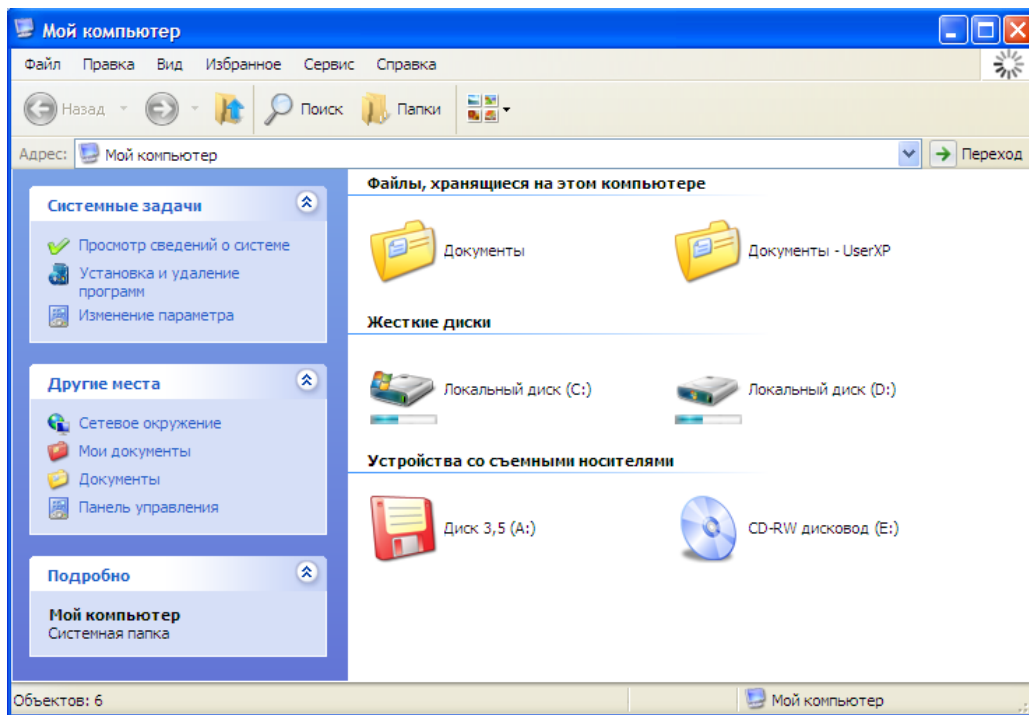 Мой компьютер
Файл Правка Вид Избранное Сервис Справка
Назад Поиск Папки
Адрес: Мой компьютер Переход
Системные задачи
Просмотр сведений о системе
Установка и удаление
программ
Изменение параметра
Другие места
Сетевое окружение
Мои документы
Документы
Панель управления
Подробно
Мой компьютер
Системная папка
Файлы, хранящиеся на этом компьютере
Документы Документы - UserXP
Жесткие диски
Локальный диск (C:) Локальный диск (D:)
Устройства со съемными носителями
Диск 3,5 (A:) CD-RW дисковод (E:)
Объектов: 6 Мой компьютер